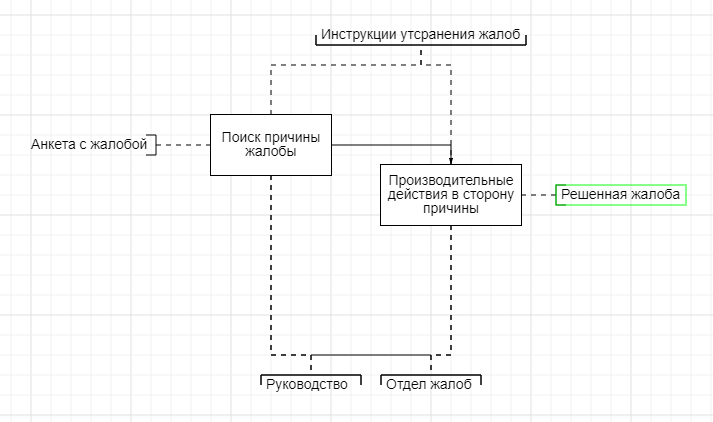 Инструкции утсранения жалоб
Анкета с жалобой
Поиск причины
жалобы
Производительные
действия в сторону
причины
Решенная жалоба
Руководство
Отдел жалоб